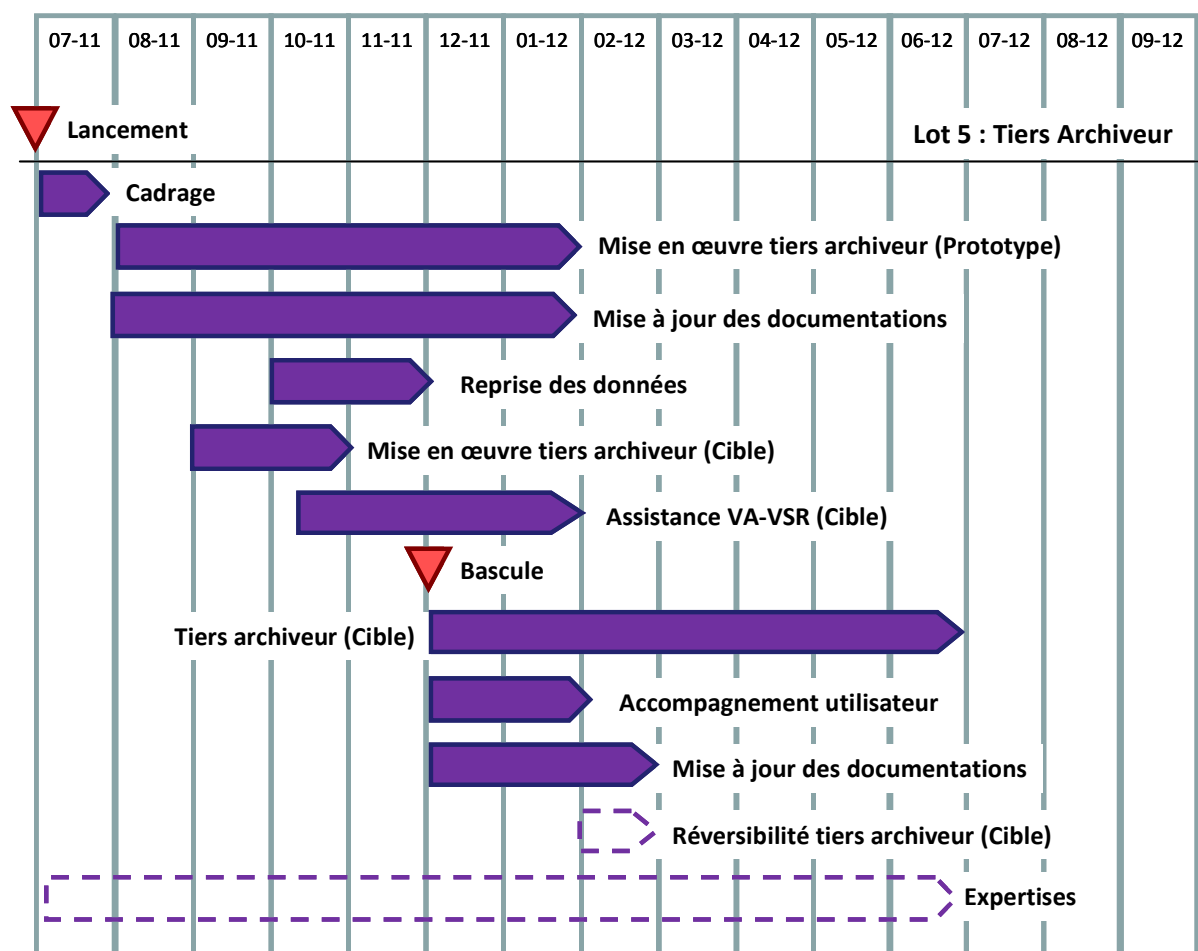 07-11 08-11 09-11 10-11 11-11 12-11 01-12 02-12 03-12 04-12 05-12 06-12 07-12 08-12 09-12
Lancement
Lot 5 : Tiers Archiveur
Cadrage
Mise en œuvre tiers archiveur (Prototype)
Mise à jour des documentations
Reprise des données
Mise en œuvre tiers archiveur (Cible)
Assistance VA-VSR (Cible)
Bascule
Tiers archiveur (Cible)
Accompagnement utilisateur
Mise à jour des documentations
Réversibilité tiers archiveur (Cible)
Expertises